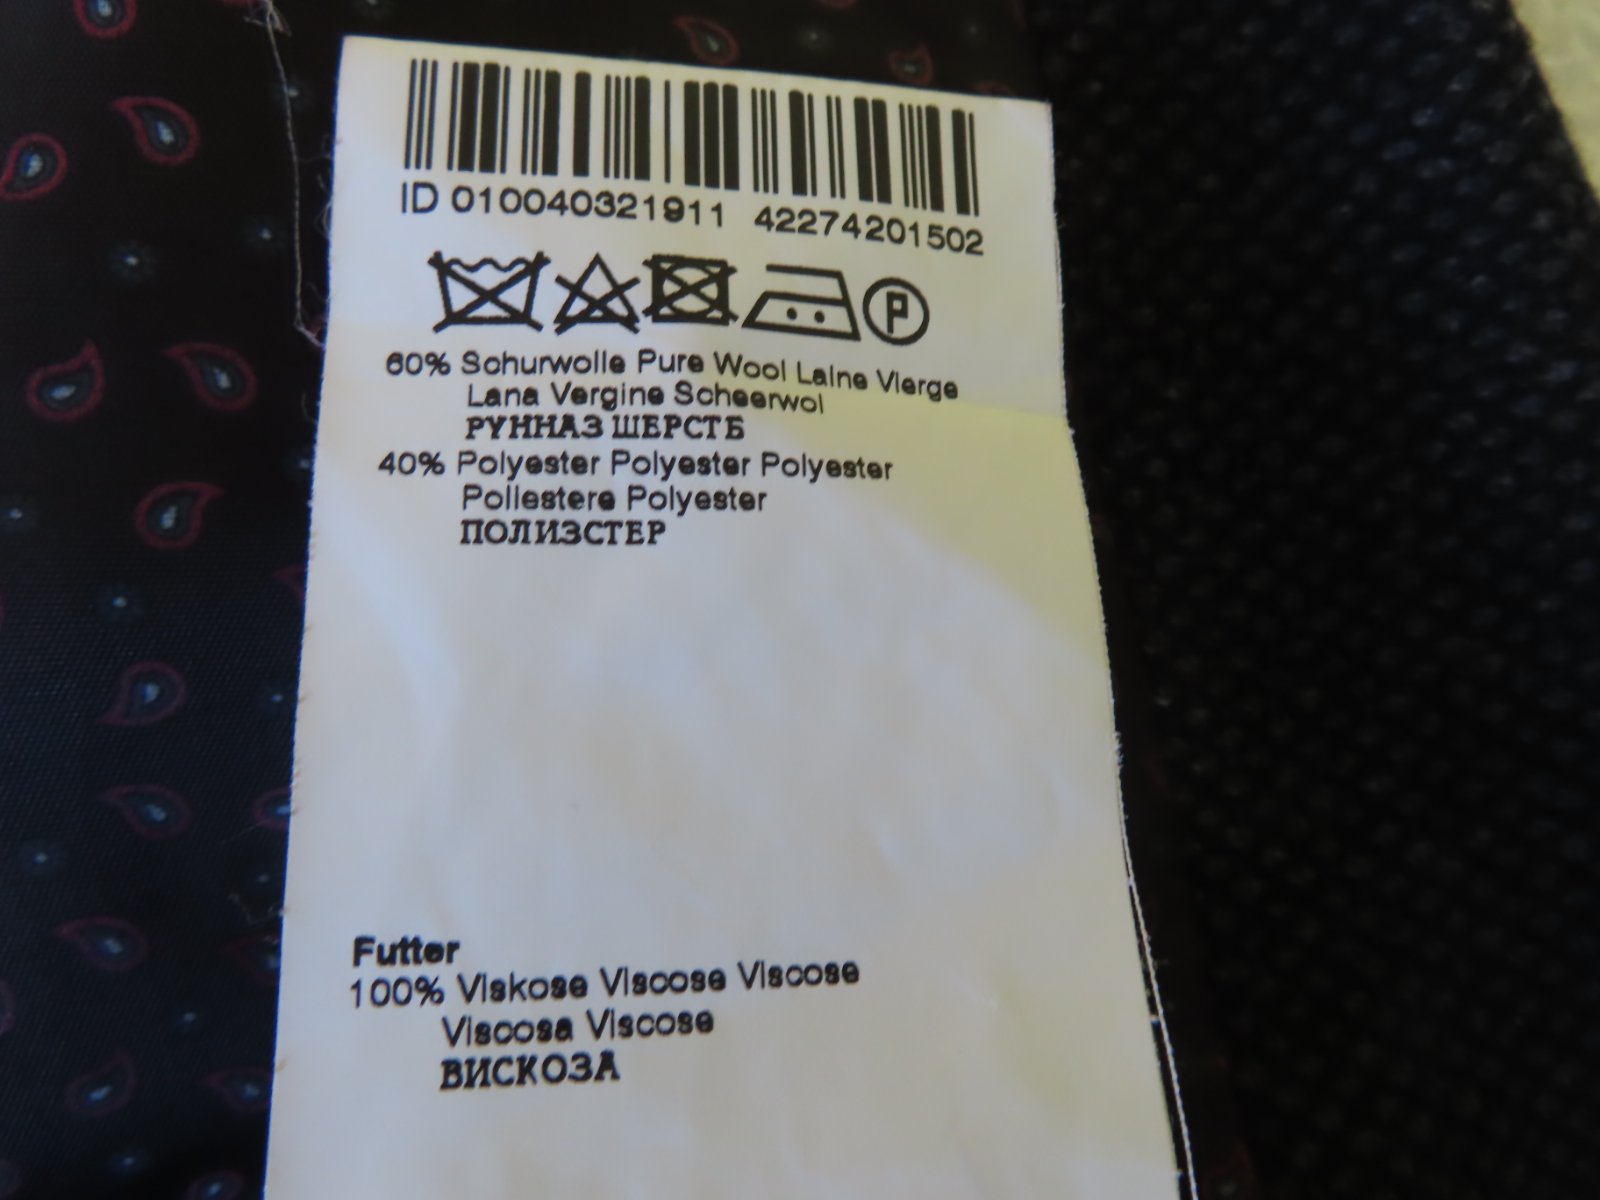 ID 010040321911 42274201502
60% Schurwolle Pure Wool Laine Vierge
Lana Vergine Scheerwol
РУННАЗ ШЕРСТБ
40% Polyester Polyester Polyester
Poliestere Polyester
ПОЛИЗСТЕР
Futter
100% Viskose Viscose Viscose
Viscosa Viscose
ВИСКОЗА